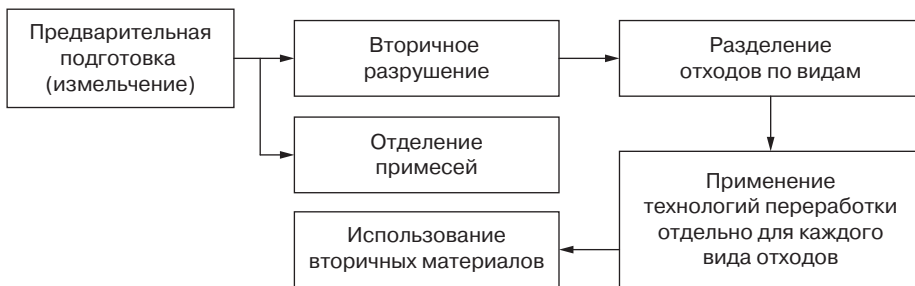 Предварительная
подготовка
(измельчение)
Вторичное
разрушение
Разделение
отходов по видам
Отделение
примесей
Применение
технологий переработки
отдельно для каждого
вида отходов
Использование
вторичных материалов